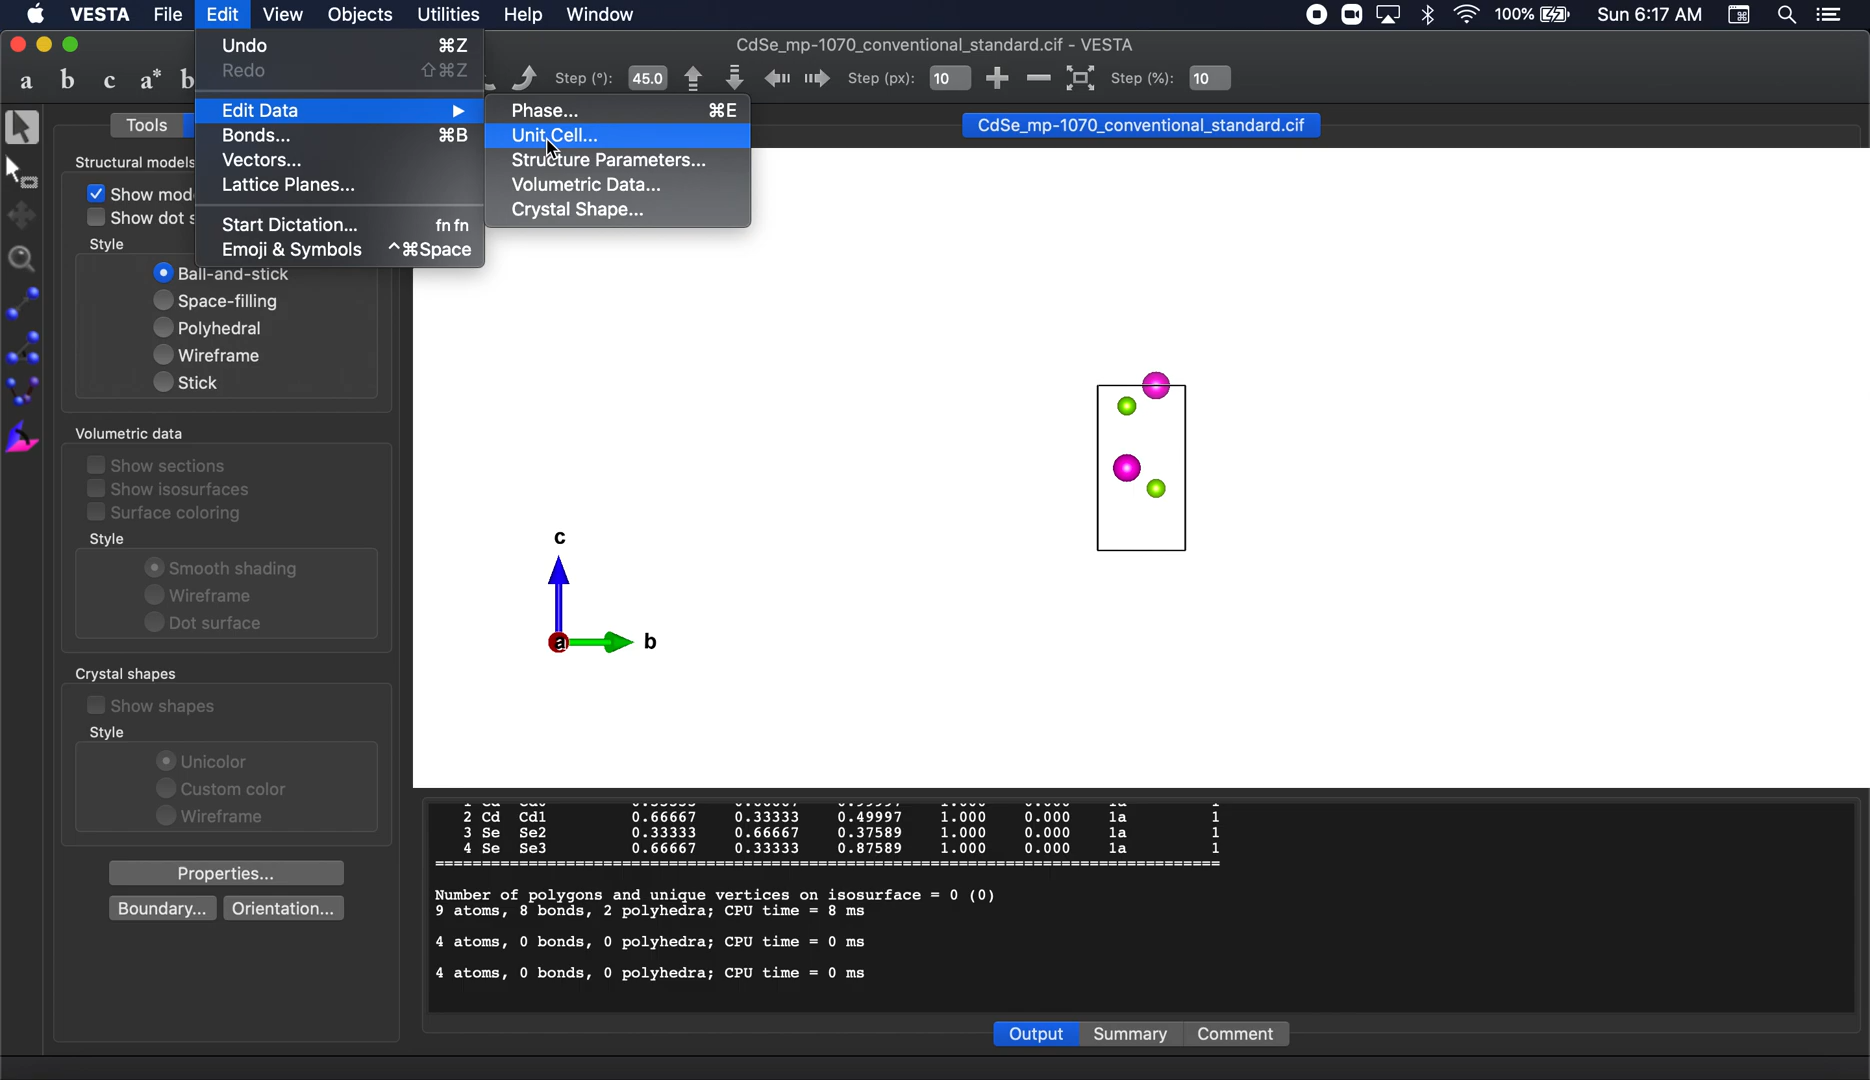 VESTA File Edit View Objects Utilities Help Window 100% Sun 6:17 AM
CdSe_mp-1070_conventional_standard.cif - VESTA
a b c a* b Step (°): 45.0 Step (px): 10 Step (%): 10
Undo ⌘Z
Redo ⇧⌘Z
Edit Data ▶
Bonds... ⌘B
Vectors...
Lattice Planes...
Start Dictation... fn fn
Emoji & Symbols ^⌘Space
Phase... ⌘E
Unit Cell...
Structure Parameters...
Volumetric Data...
Crystal Shape...
Tools
CdSe_mp-1070_conventional_standard.cif
Structural models
Show mod
Show dot s
Style
Ball-and-stick
Space-filling
Polyhedral
Wireframe
Stick
Volumetric data
Show sections
Show isosurfaces
Surface coloring
Style
Smooth shading
Wireframe
Dot surface
Crystal shapes
Show shapes
Style
Unicolor
Custom color
Wireframe
Properties...
Boundary... Orientation...
c
a b
2 Cd Cd1 0.66667 0.33333 0.49997 1.000 0.000 1a 1
3 Se Se2 0.33333 0.66667 0.37589 1.000 0.000 1a 1
4 Se Se3 0.66667 0.33333 0.87589 1.000 0.000 1a 1
Number of polygons and unique vertices on isosurface = 0 (0)
9 atoms, 8 bonds, 2 polyhedra; CPU time = 8 ms
4 atoms, 0 bonds, 0 polyhedra; CPU time = 0 ms
4 atoms, 0 bonds, 0 polyhedra; CPU time = 0 ms
Output Summary Comment